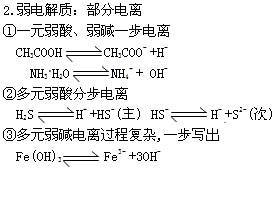 2.弱电解质：部分电离
①一元弱酸、弱碱一步电离
CH₃COOH⇌CH₃COO⁻+H⁺
NH₃·H₂O⇌NH₄⁺+ OH⁻
②多元弱酸分步电离
H₂S⇌H⁺+HS⁻(主) HS⁻⇌H⁺+S²⁻(次)
③多元弱碱电离过程复杂,一步写出
Fe(OH)₃⇌Fe³⁺+3OH⁻